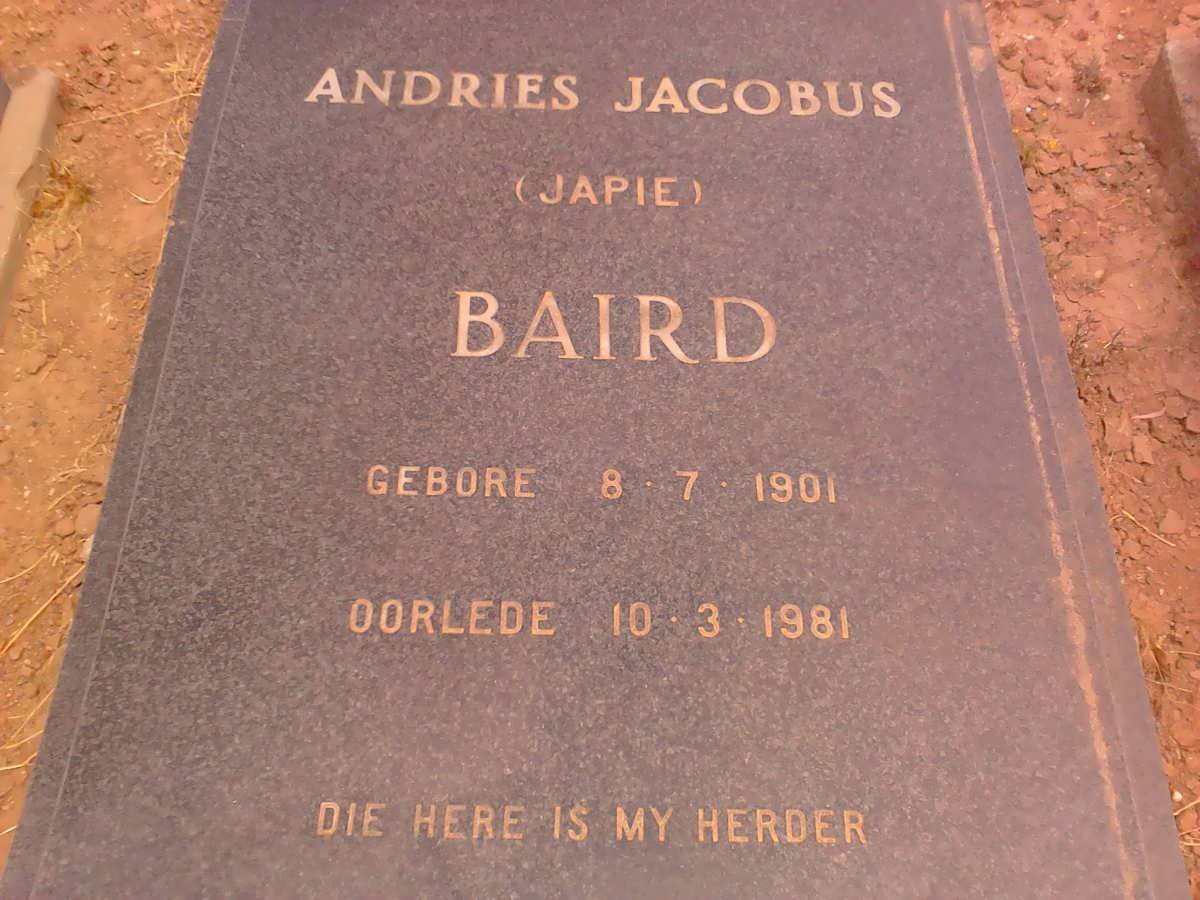 ANDRIES JACOBUS
(JAPIE)
BAIRD
GEBORE 8·7·1901
OORLEDE 10·3·1981
DIE HERE IS MY HERDER